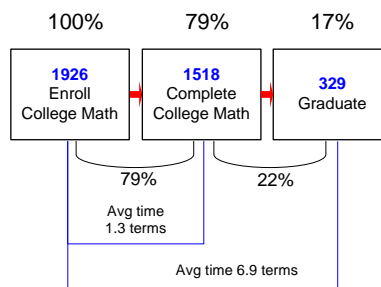 100% 79% 17%
1926 1518 329
Enroll Complete Graduate
College Math College Math
79% 22%
Avg time
1.3 terms
Avg time 6.9 terms